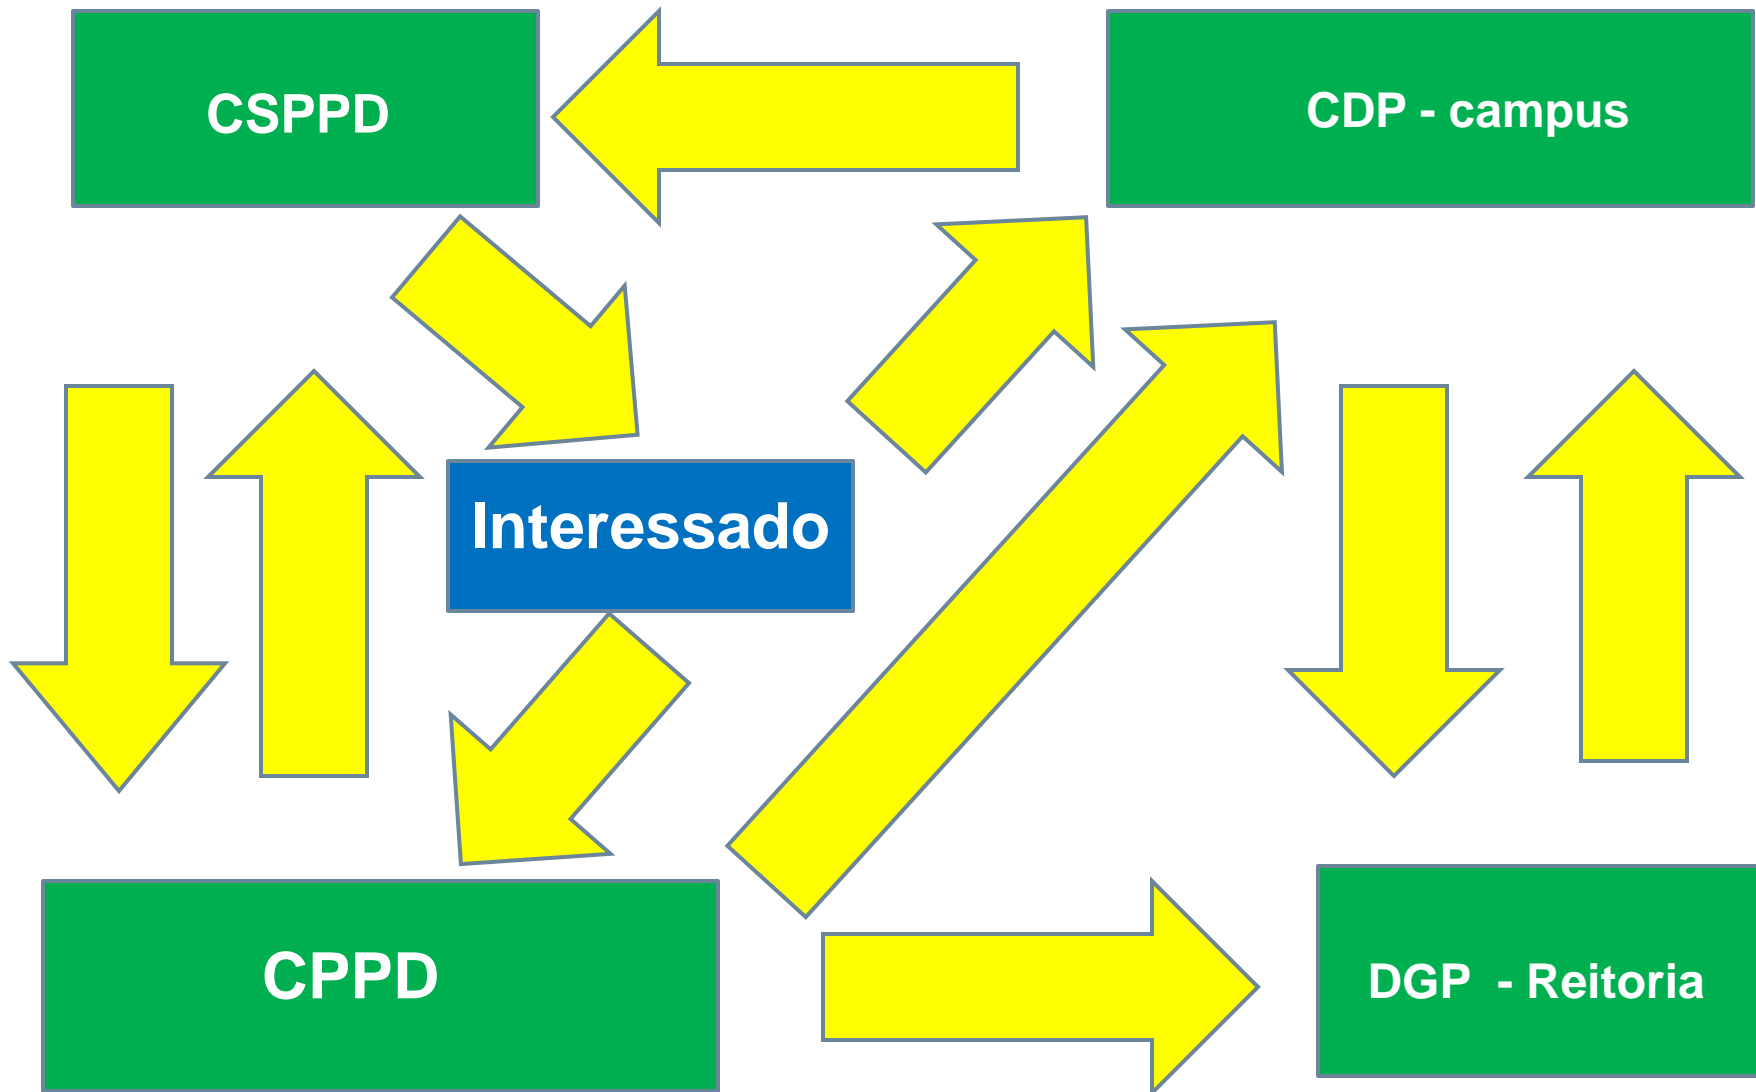 CSPPD
CDP - campus
Interessado
CPPD
DGP - Reitoria